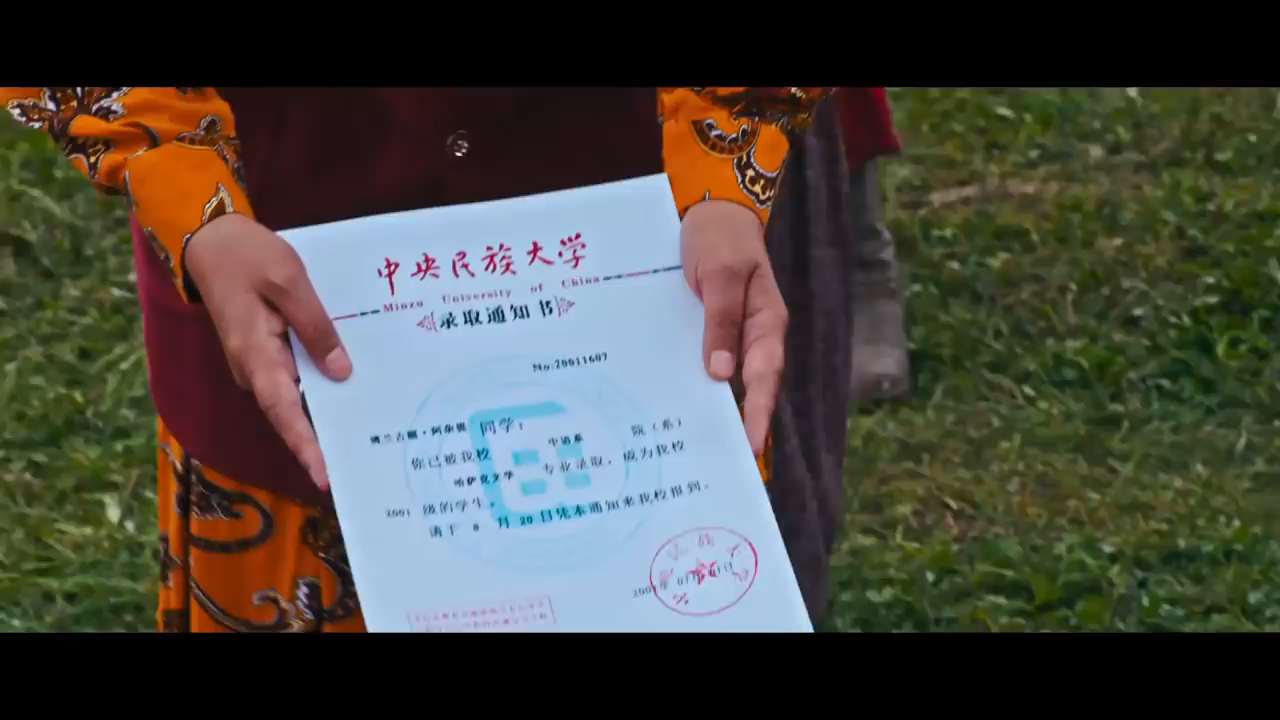 中央民族大学
Minzu University of China
录取通知书
No:20011607
同学:
你已被我校 中语系 院(系)
哈萨克文学 专业录取,成为我校
2001 级的学生。
请于 8 月 20 日凭本通知来我校报到。